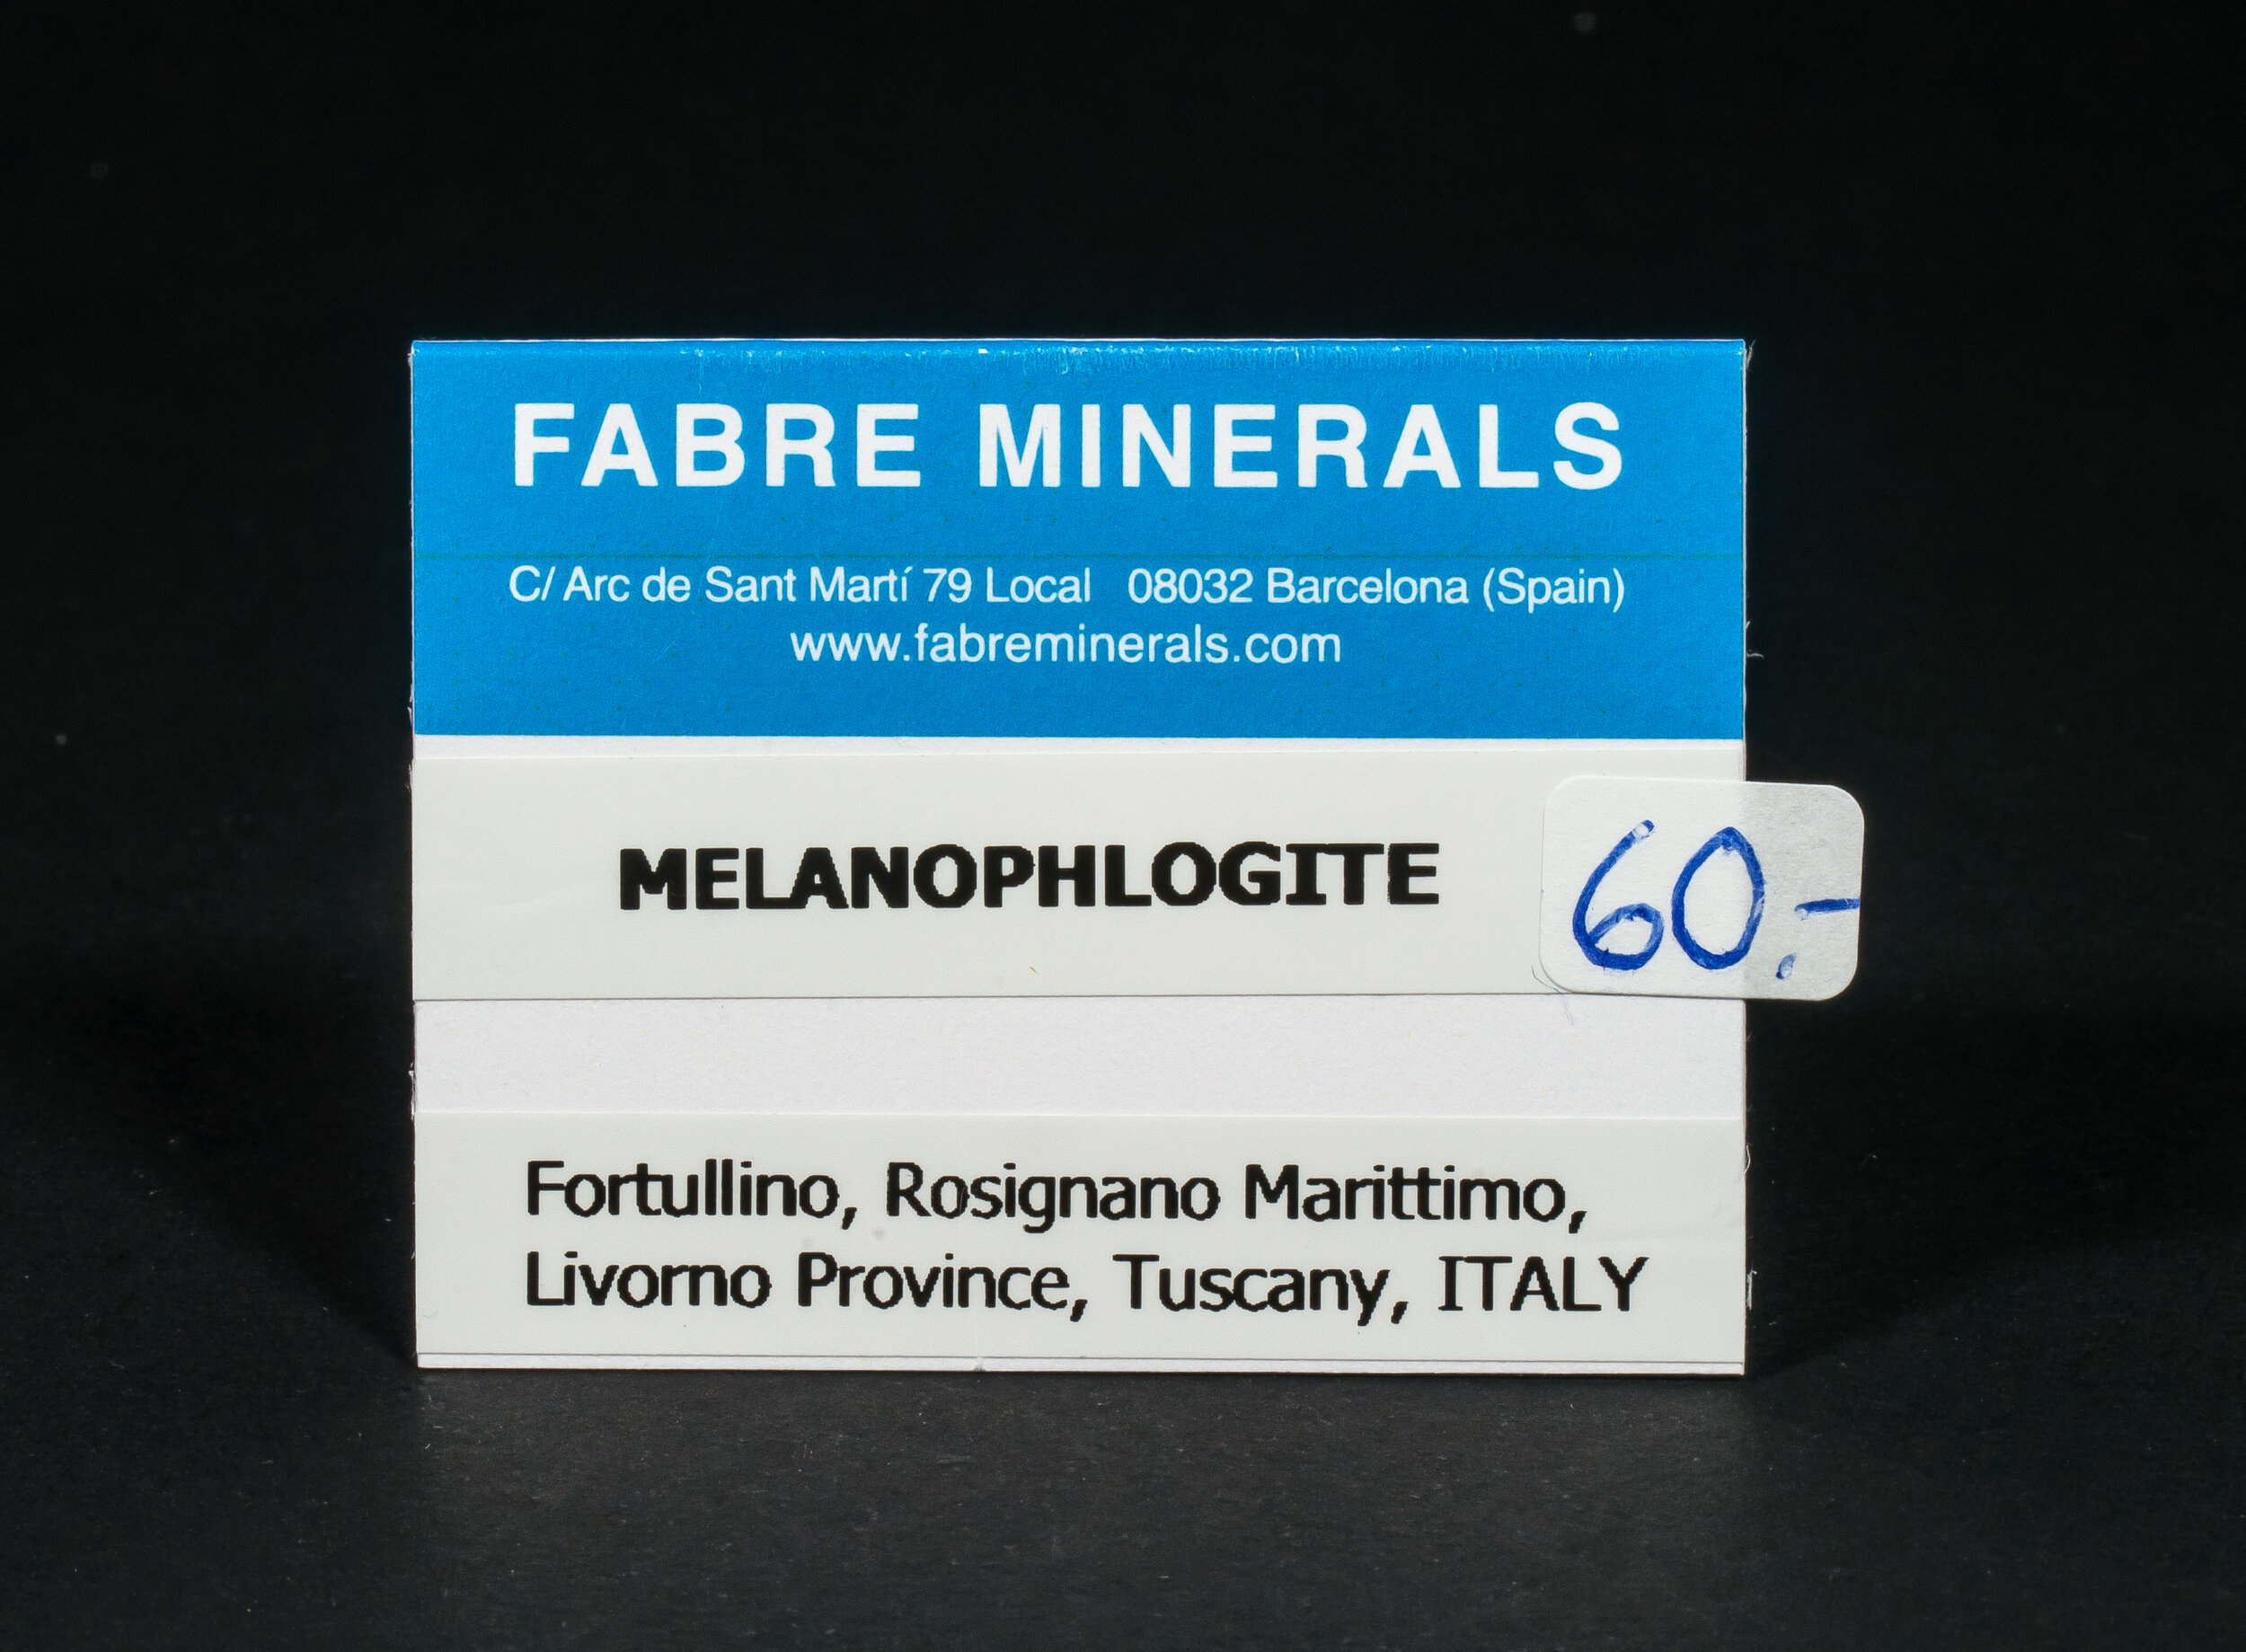 FABRE MINERALS
C/ Arc de Sant Martí 79 Local 08032 Barcelona (Spain)
www.fabreminerals.com
MELANOPHLOGITE
60.-
Fortullino, Rosignano Marittimo,
Livorno Province, Tuscany, ITALY